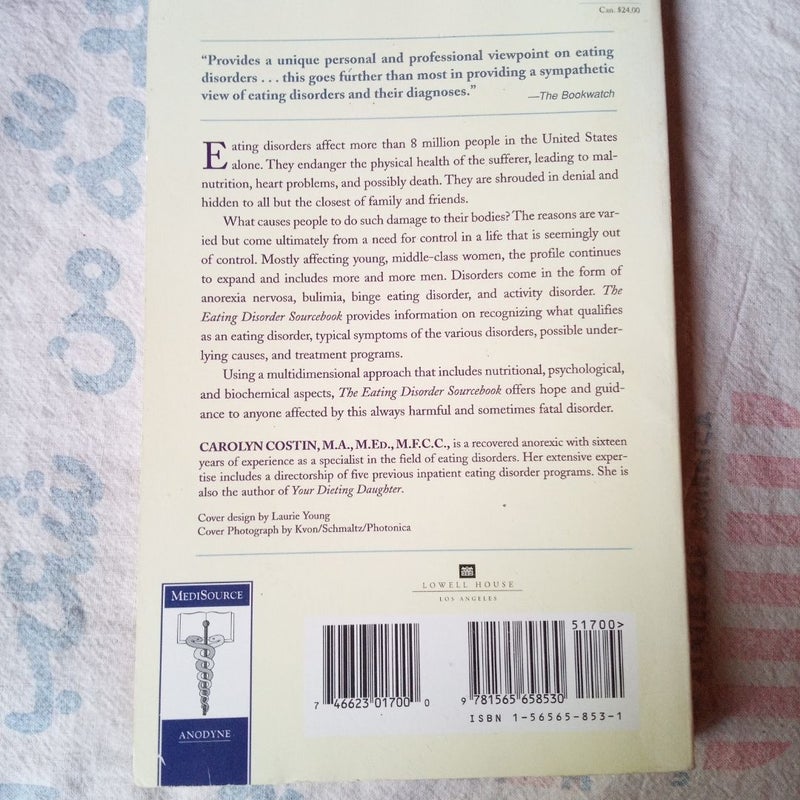 Can. $24.00
“Provides a unique personal and professional viewpoint on eating
disorders . . . this goes further than most in providing a sympathetic
view of eating disorders and their diagnoses.”
—The Bookwatch
Eating disorders affect more than 8 million people in the United States
alone. They endanger the physical health of the sufferer, leading to mal-
nutrition, heart problems, and possibly death. They are shrouded in denial and
hidden to all but the closest of family and friends.
What causes people to do such damage to their bodies? The reasons are var-
ied but come ultimately from a need for control in a life that is seemingly out
of control. Mostly affecting young, middle-class women, the profile continues
to expand and includes more and more men. Disorders come in the form of
anorexia nervosa, bulimia, binge eating disorder, and activity disorder. The
Eating Disorder Sourcebook provides information on recognizing what qualifies
as an eating disorder, typical symptoms of the various disorders, possible under-
lying causes, and treatment programs.
Using a multidimensional approach that includes nutritional, psychological,
and biochemical aspects, The Eating Disorder Sourcebook offers hope and guid-
ance to anyone affected by this always harmful and sometimes fatal disorder.
CAROLYN COSTIN, M.A., M.ED., M.F.C.C., is a recovered anorexic with sixteen
years of experience as a specialist in the field of eating disorders. Her extensive exper-
tise includes a directorship of five previous inpatient eating disorder programs. She is
also the author of Your Dieting Daughter.
Cover design by Laurie Young
Cover Photograph by Kvon/Schmaltz/Photonica
LOWELL HOUSE
LOS ANGELES
MEDISOURCE
ANODYNE
7 46623 01700 0
51700>
9 781565 658530
ISBN 1-56565-853-1